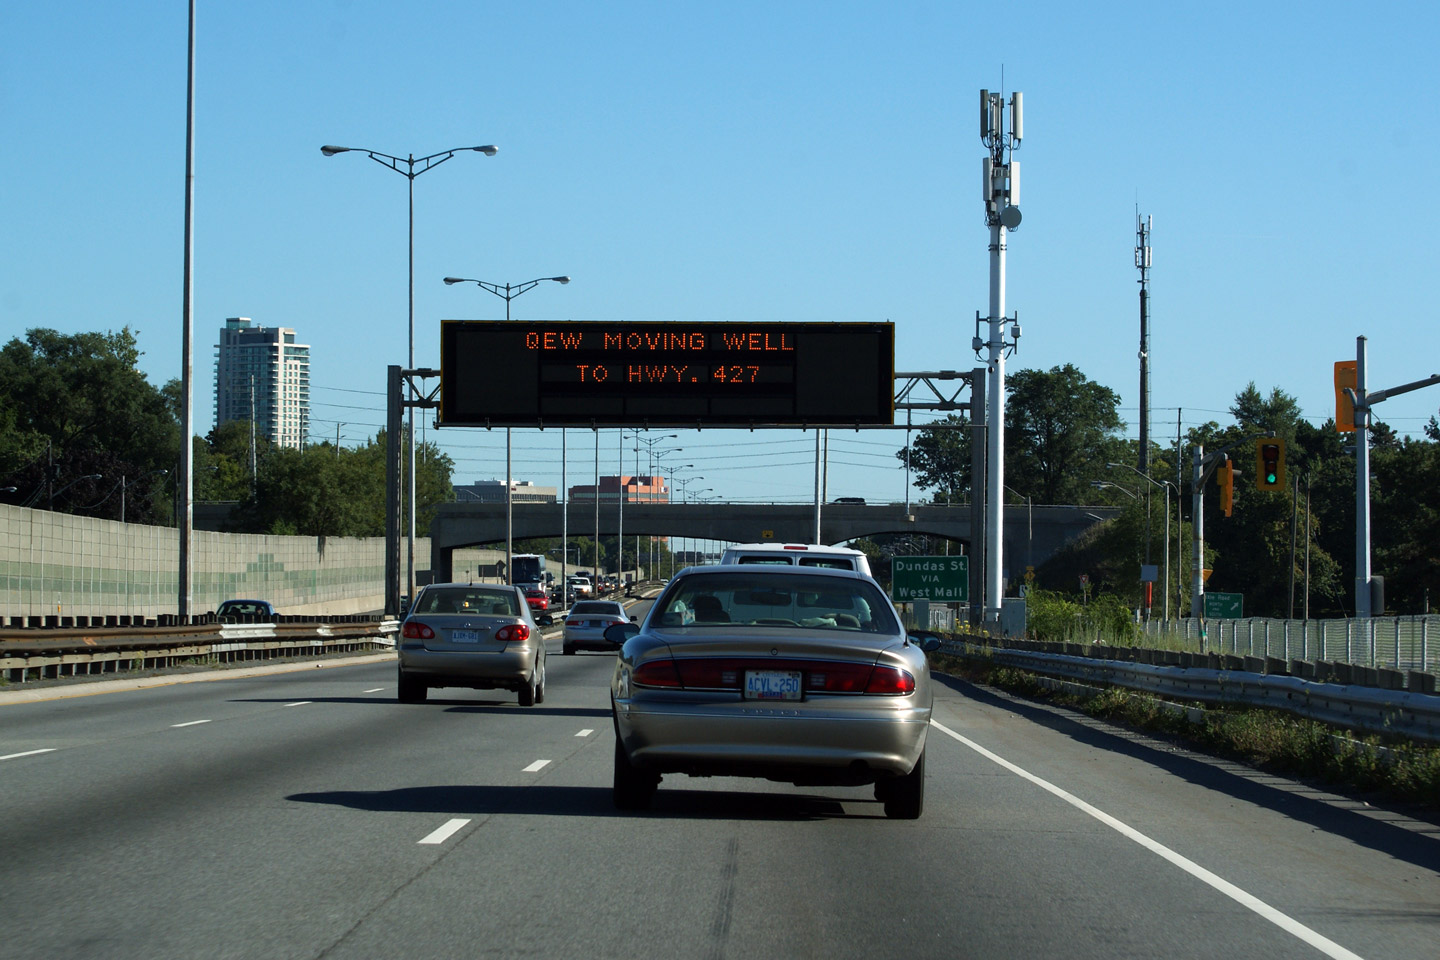 QEW MOVING WELL
TO HWY. 427
Dundas St.
VIA
West Mall
ACVL·250